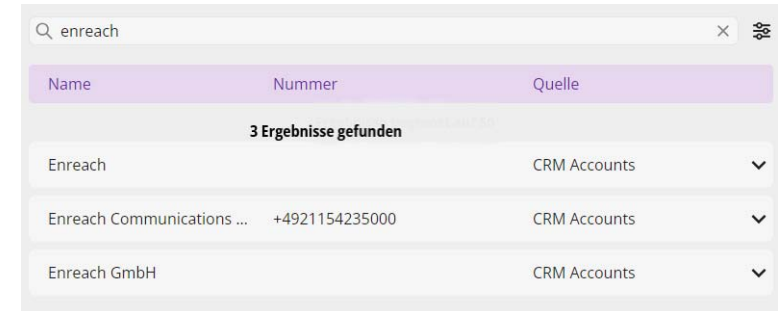 enreach
Name Nummer Quelle
3 Ergebnisse gefunden
Enreach CRM Accounts
Enreach Communications ... +4921154235000 CRM Accounts
Enreach GmbH CRM Accounts